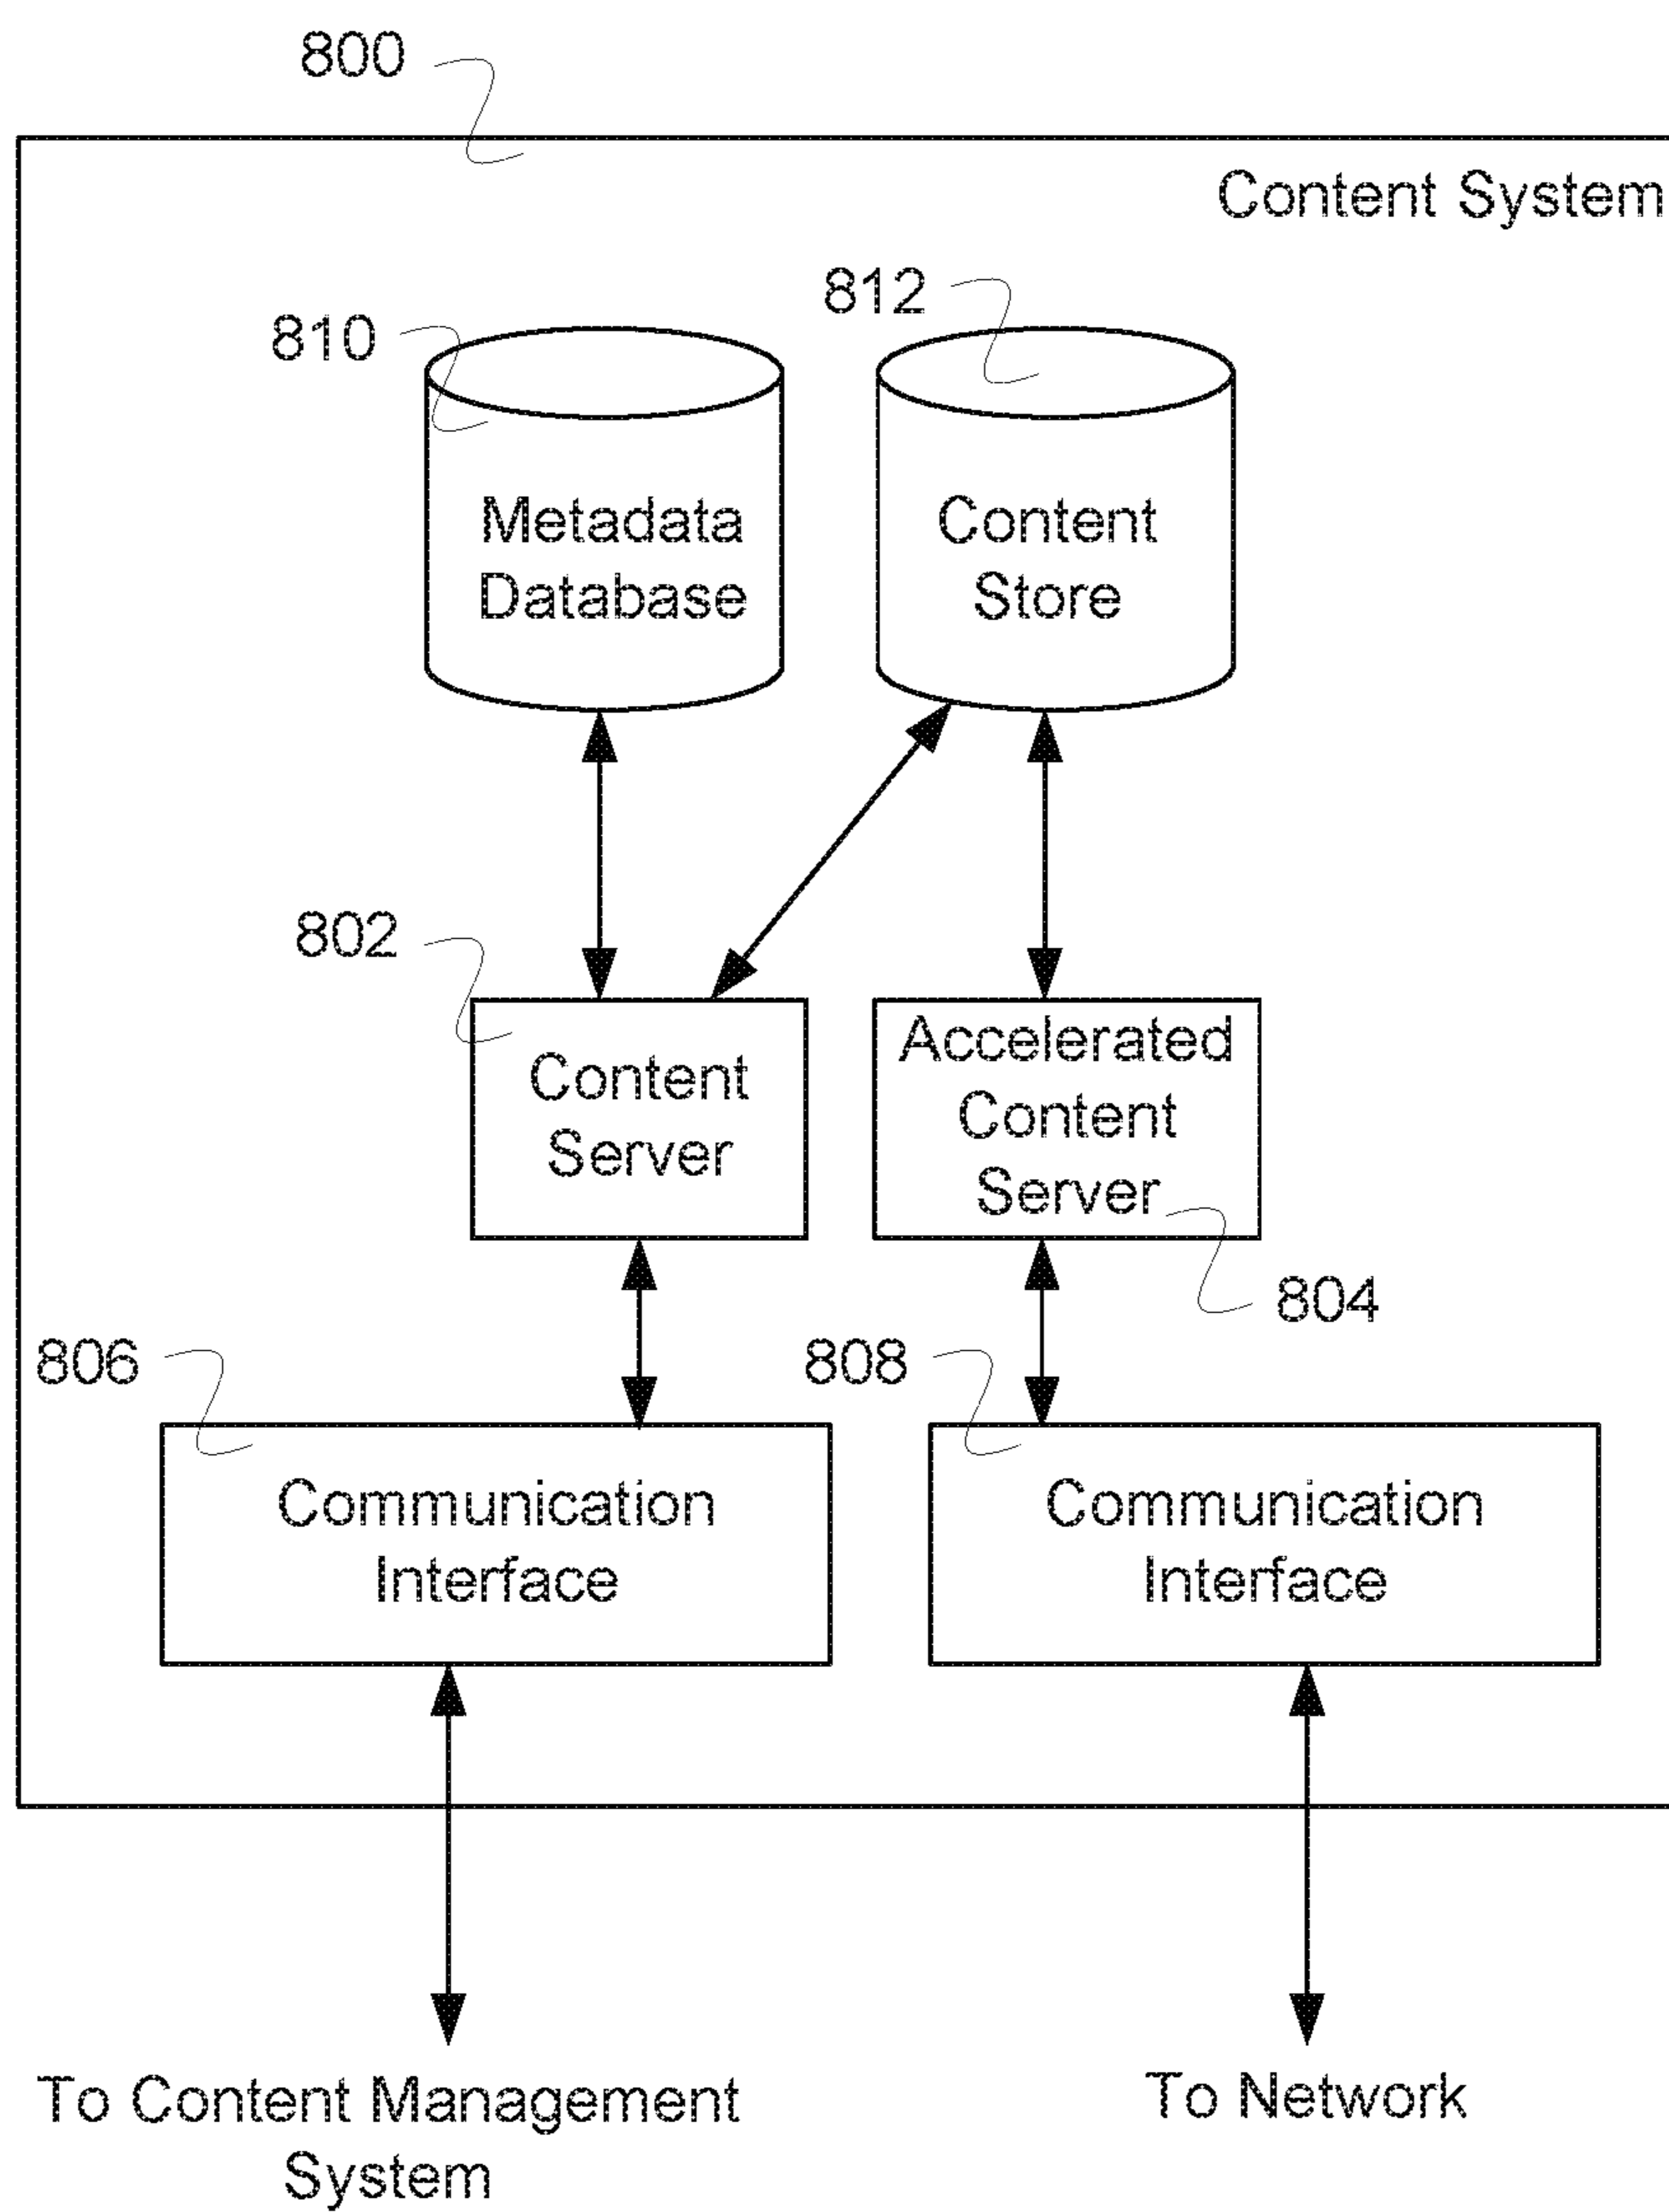 800
Content System
812
810
Metadata
Database
Content
Store
802
Content
Server
Accelerated
Content
Server
804
806
808
Communication
Interface
Communication
Interface
To Content Management
System
To Network